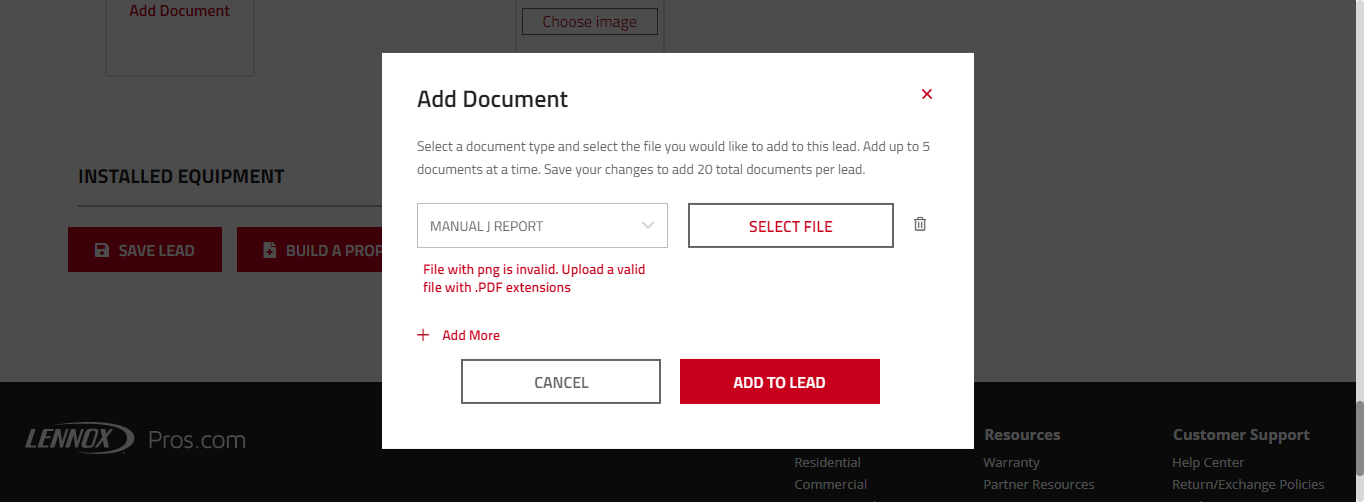 Add Document
Choose image
Add Document
Select a document type and select the file you would like to add to this lead. Add up to 5
documents at a time. Save your changes to add 20 total documents per lead.
INSTALLED EQUIPMENT
MANUAL J REPORT
SELECT FILE
SAVE LEAD
BUILD A PROP
File with png is invalid. Upload a valid
file with .PDF extensions
Add More
CANCEL
ADD TO LEAD
LENNOX Pros.com
Resources
Customer Support
Residential
Warranty
Help Center
Commercial
Partner Resources
Return/Exchange Policies